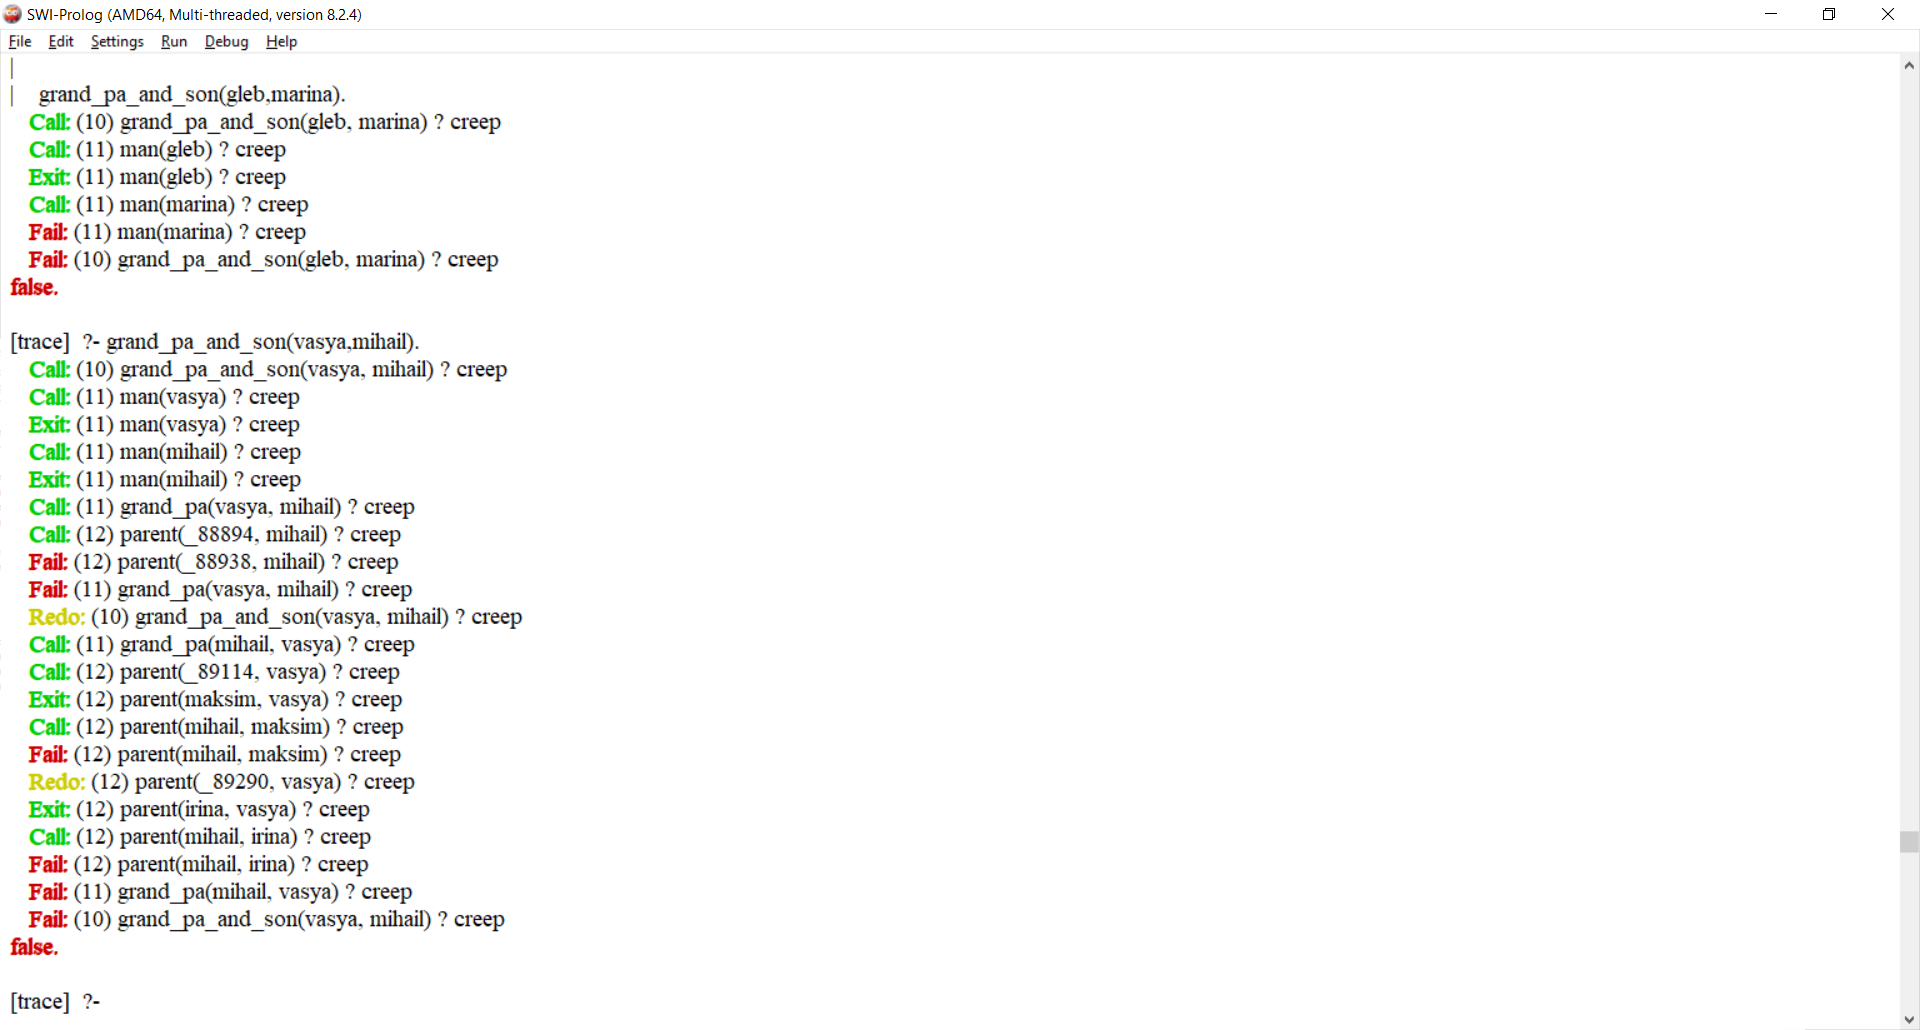 SWI-Prolog (AMD64, Multi-threaded, version 8.2.4)
File Edit Settings Run Debug Help
|
| grand_pa_and_son(gleb,marina).
Call: (10) grand_pa_and_son(gleb, marina) ? creep
Call: (11) man(gleb) ? creep
Exit: (11) man(gleb) ? creep
Call: (11) man(marina) ? creep
Fail: (11) man(marina) ? creep
Fail: (10) grand_pa_and_son(gleb, marina) ? creep
false.
[trace] ?- grand_pa_and_son(vasya,mihail).
Call: (10) grand_pa_and_son(vasya, mihail) ? creep
Call: (11) man(vasya) ? creep
Exit: (11) man(vasya) ? creep
Call: (11) man(mihail) ? creep
Exit: (11) man(mihail) ? creep
Call: (11) grand_pa(vasya, mihail) ? creep
Call: (12) parent(_88894, mihail) ? creep
Fail: (12) parent(_88938, mihail) ? creep
Fail: (11) grand_pa(vasya, mihail) ? creep
Redo: (10) grand_pa_and_son(vasya, mihail) ? creep
Call: (11) grand_pa(mihail, vasya) ? creep
Call: (12) parent(_89114, vasya) ? creep
Exit: (12) parent(maksim, vasya) ? creep
Call: (12) parent(mihail, maksim) ? creep
Fail: (12) parent(mihail, maksim) ? creep
Redo: (12) parent(_89290, vasya) ? creep
Exit: (12) parent(irina, vasya) ? creep
Call: (12) parent(mihail, irina) ? creep
Fail: (12) parent(mihail, irina) ? creep
Fail: (11) grand_pa(mihail, vasya) ? creep
Fail: (10) grand_pa_and_son(vasya, mihail) ? creep
false.
[trace] ?-